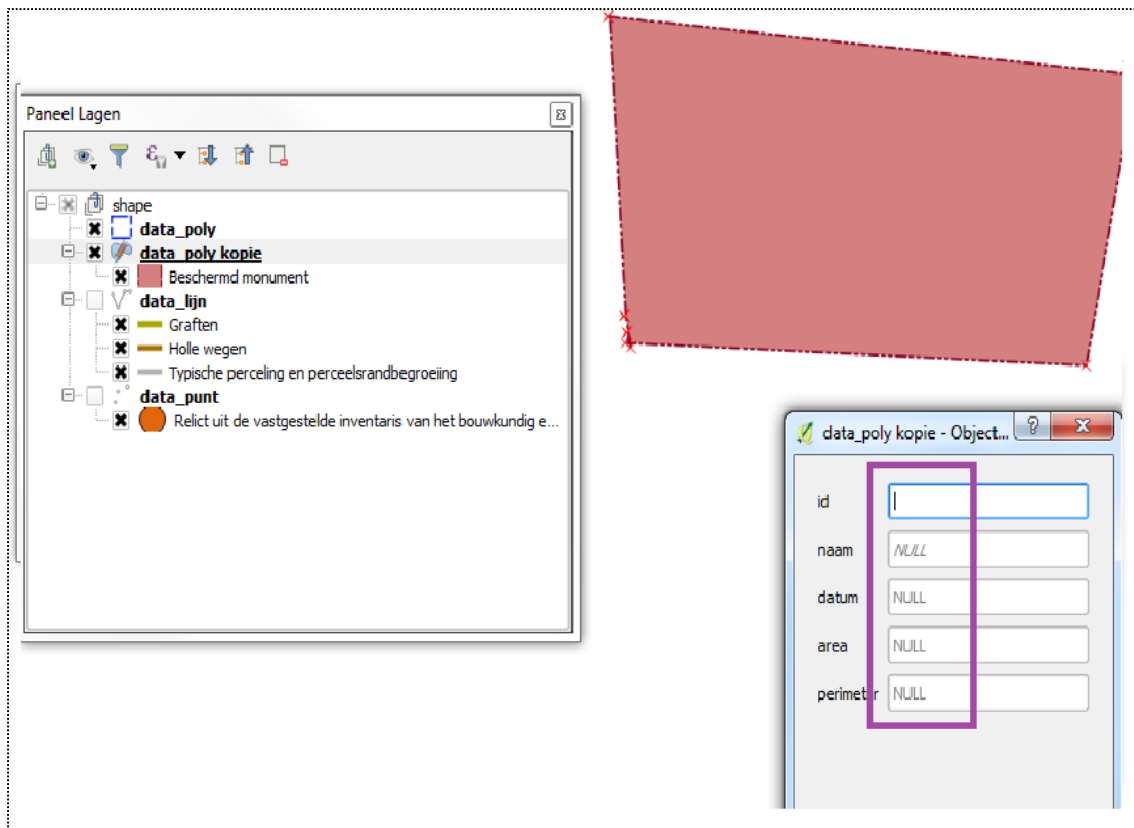 Paneel Lagen
shape
data_poly
data_poly kopie
Beschermd monument
data_lijn
Graften
Holle wegen
Typische perceling en perceelsrandbegroeiing
data_punt
Relict uit de vastgestelde inventaris van het bouwkundig e...
data_poly kopie - Object...
id
naam NULL
datum NULL
area NULL
perimeter NULL